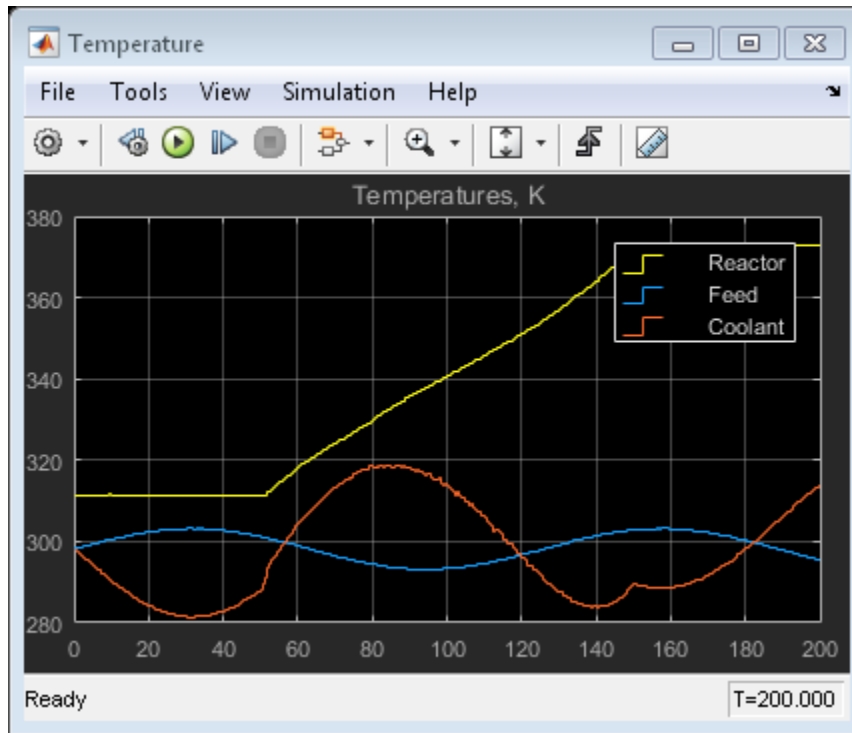 Temperature
File Tools View Simulation Help
Temperatures, K
380
360
340
320
300
280
0 20 40 60 80 100 120 140 160 180 200
Reactor
Feed
Coolant
Ready T=200.000